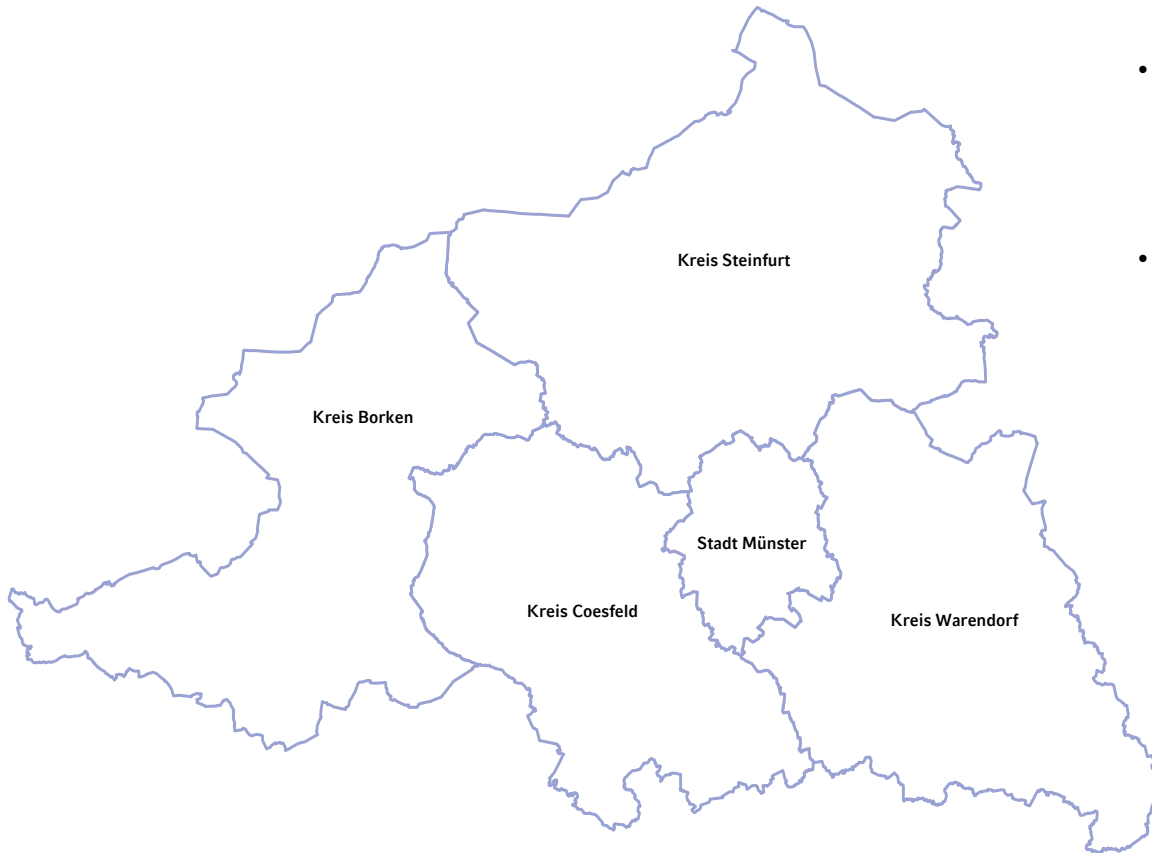 Kreis Steinfurt
Kreis Borken
Stadt Münster
Kreis Coesfeld
Kreis Warendorf